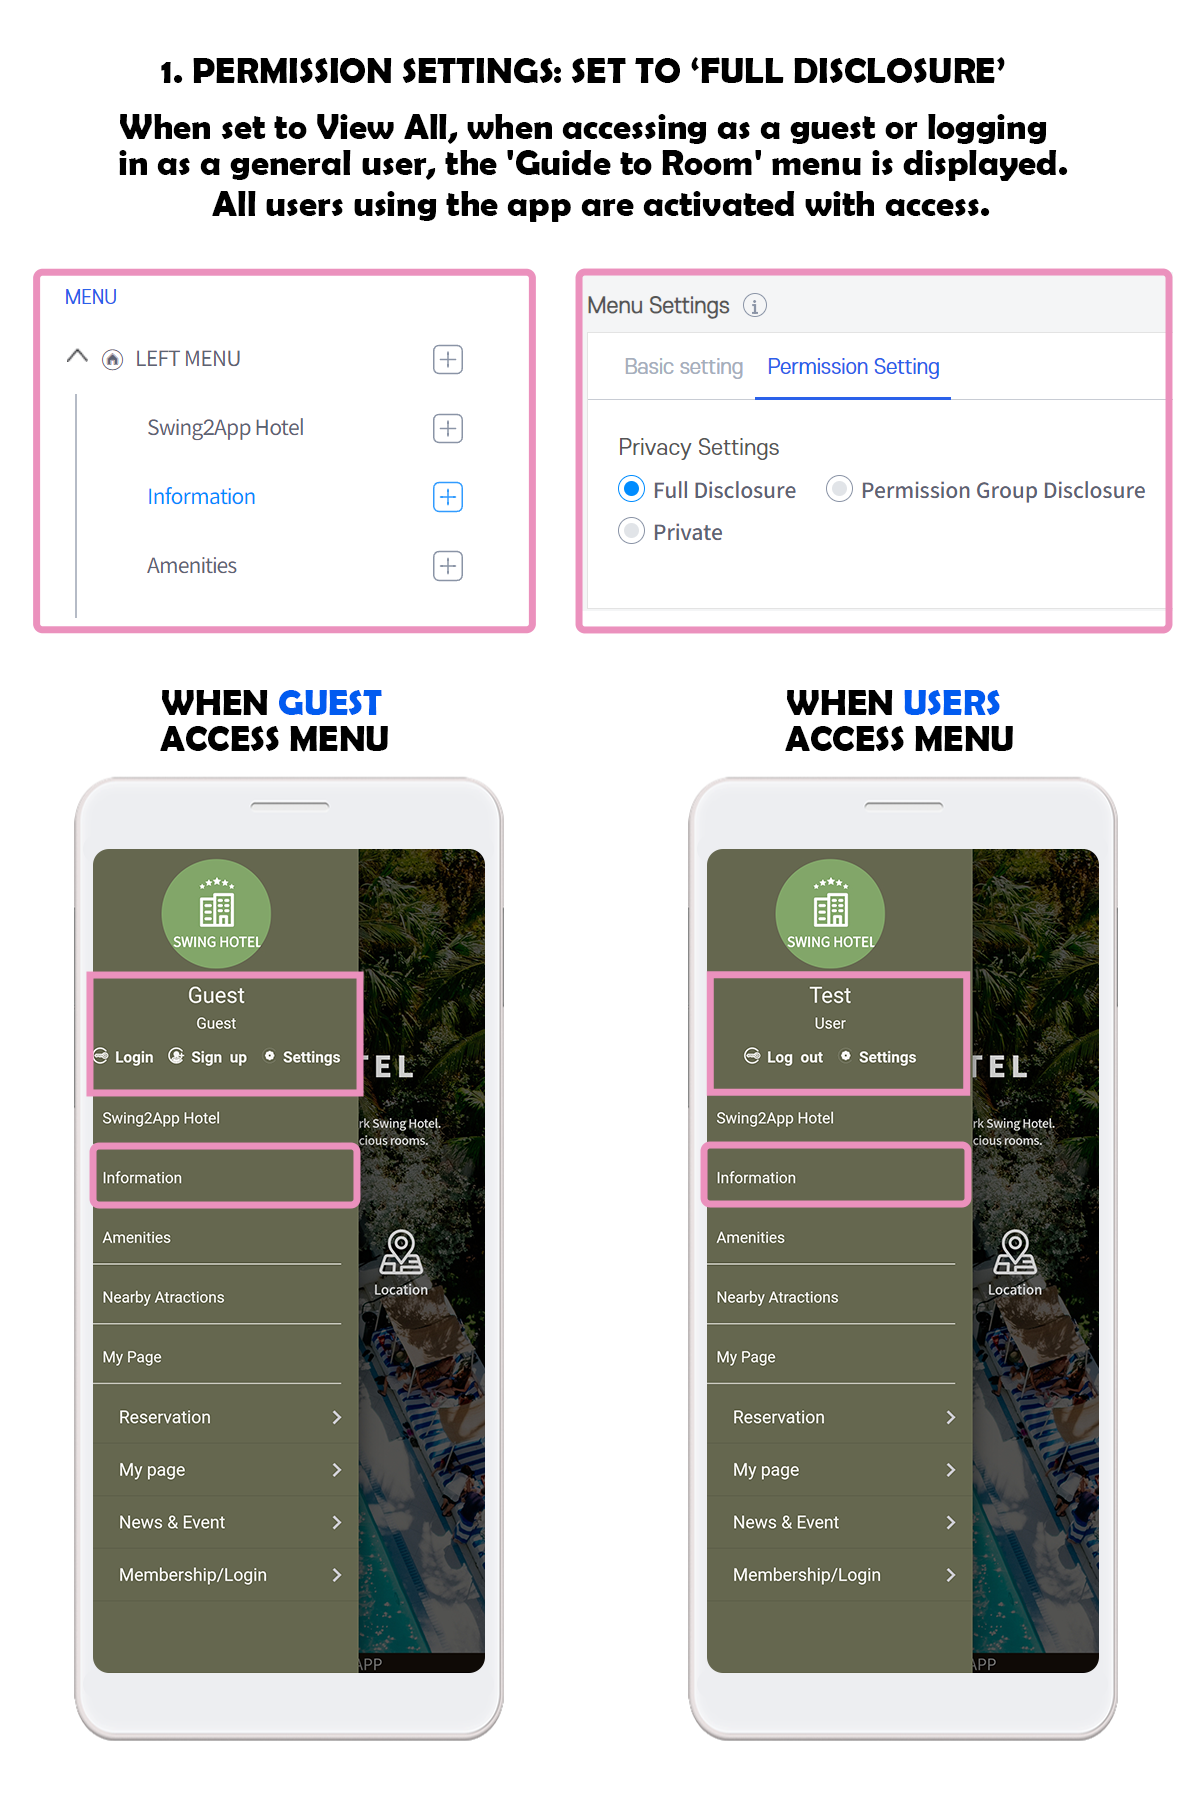 1. PERMISSION SETTINGS: SET TO ‘FULL DISCLOSURE’
When set to View All, when accessing as a guest or logging
in as a general user, the 'Guide to Room' menu is displayed.
All users using the app are activated with access.
MENU
LEFT MENU
Swing2App Hotel
Information
Amenities
Menu Settings
Basic setting Permission Setting
Privacy Settings
Full Disclosure Permission Group Disclosure
Private
WHEN GUEST
ACCESS MENU
SWING HOTEL
Guest
Guest
Login Sign up Settings
TEL
Swing2App Hotel
rk Swing Hotel.
cious rooms.
Information
Amenities
Location
Nearby Atractions
My Page
Reservation
My page
News & Event
Membership/Login
APP
WHEN USERS
ACCESS MENU
SWING HOTEL
Test
User
Log out Settings
TEL
Swing2App Hotel
rk Swing Hotel.
cious rooms.
Information
Amenities
Location
Nearby Atractions
My Page
Reservation
My page
News & Event
Membership/Login
APP